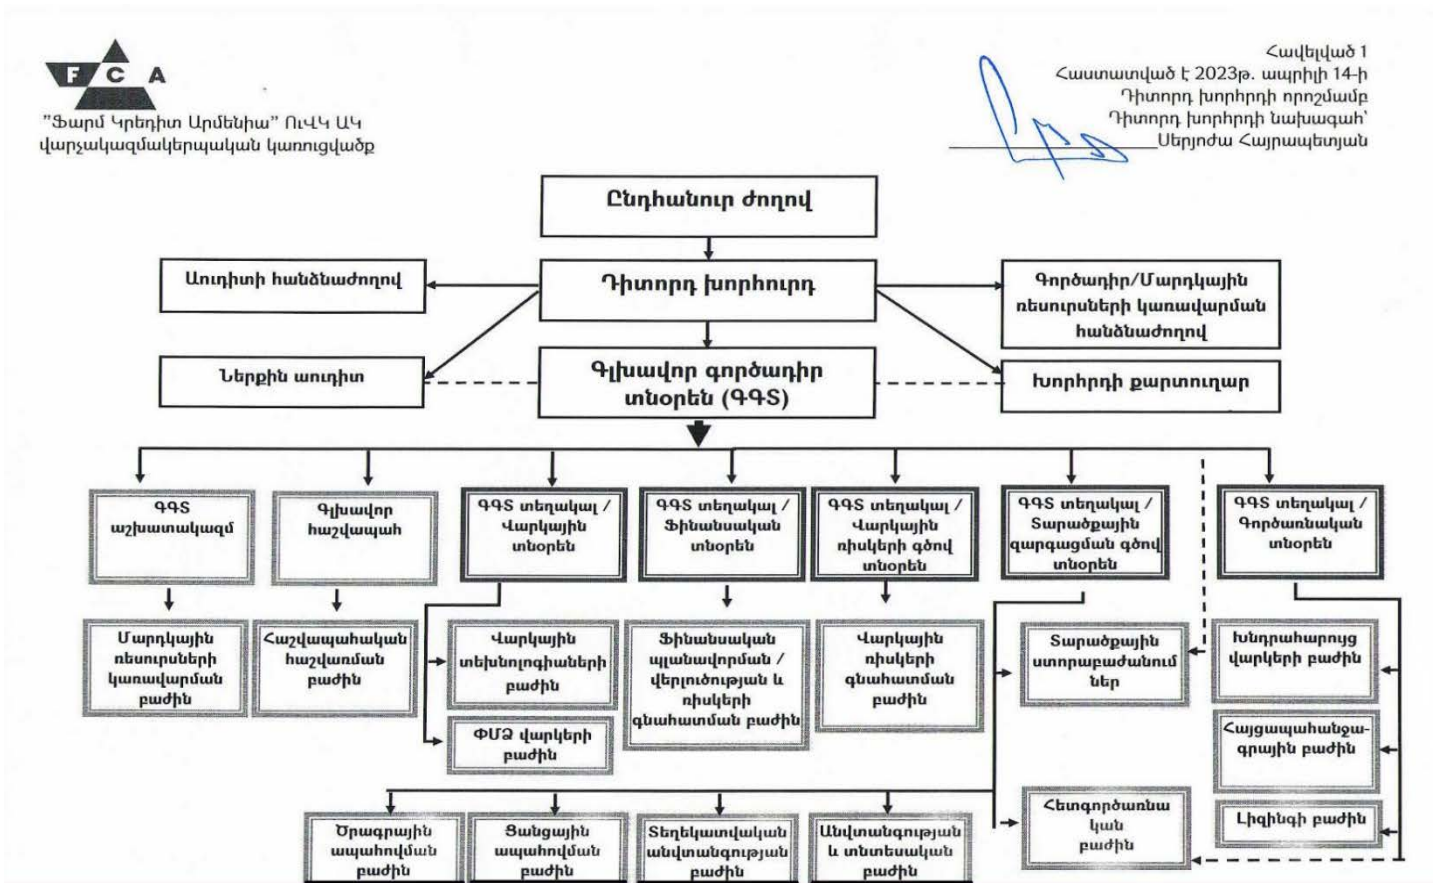 F C A
"Ֆարմ Կրեդիտ Արմենիա" ՈւՎԿ ԱԿ
վարչակազմակերպական կառուցվածք
Հավելված 1
Հաստատված է 2023թ. ապրիլի 14-ի
Դիտորդ խորհրդի որոշմամբ
Դիտորդ խորհրդի նախագահ՝
Սերյոժա Հայրապետյան
Ընդհանուր ժողով
Աուդիտի հանձնաժողով
Դիտորդ խորհուրդ
Գործադիր/Մարդկային
ռեսուրսների կառավարման
հանձնաժողով
Ներքին աուդիտ
Գլխավոր գործադիր
տնօրեն (ԳԳՏ)
Խորհրդի քարտուղար
ԳԳՏ
աշխատակազմ
Գլխավոր
հաշվապահ
ԳԳՏ տեղակալ /
Վարկային
տնօրեն
ԳԳՏ տեղակալ /
Ֆինանսական
տնօրեն
ԳԳՏ տեղակալ /
Վարկային
ռիսկերի գծով
տնօրեն
ԳԳՏ տեղակալ /
Տարածքային
զարգացման գծով
տնօրեն
ԳԳՏ տեղակալ /
Գործառնական
տնօրեն
Մարդկային
ռեսուրսների
կառավարման
բաժին
Հաշվապահական
հաշվառման
բաժին
Վարկային
տեխնոլոգիաների
բաժին
Ֆինանսական
պլանավորման /
վերլուծության և
ռիսկերի
գնահատման բաժին
Վարկային
ռիսկերի
գնահատման
բաժին
Տարածքային
ստորաբաժանում
ներ
Խնդրահարույց
վարկերի բաժին
ՓՄՁ վարկերի
բաժին
Հայցապահանջա-
գրային բաժին
Հետգործառնա
կան
բաժին
Լիզինգի բաժին
Ծրագրային
ապահովման
բաժին
Ցանցային
ապահովման
բաժին
Տեղեկատվական
անվտանգության
բաժին
Անվտանգության
և տնտեսական
բաժին